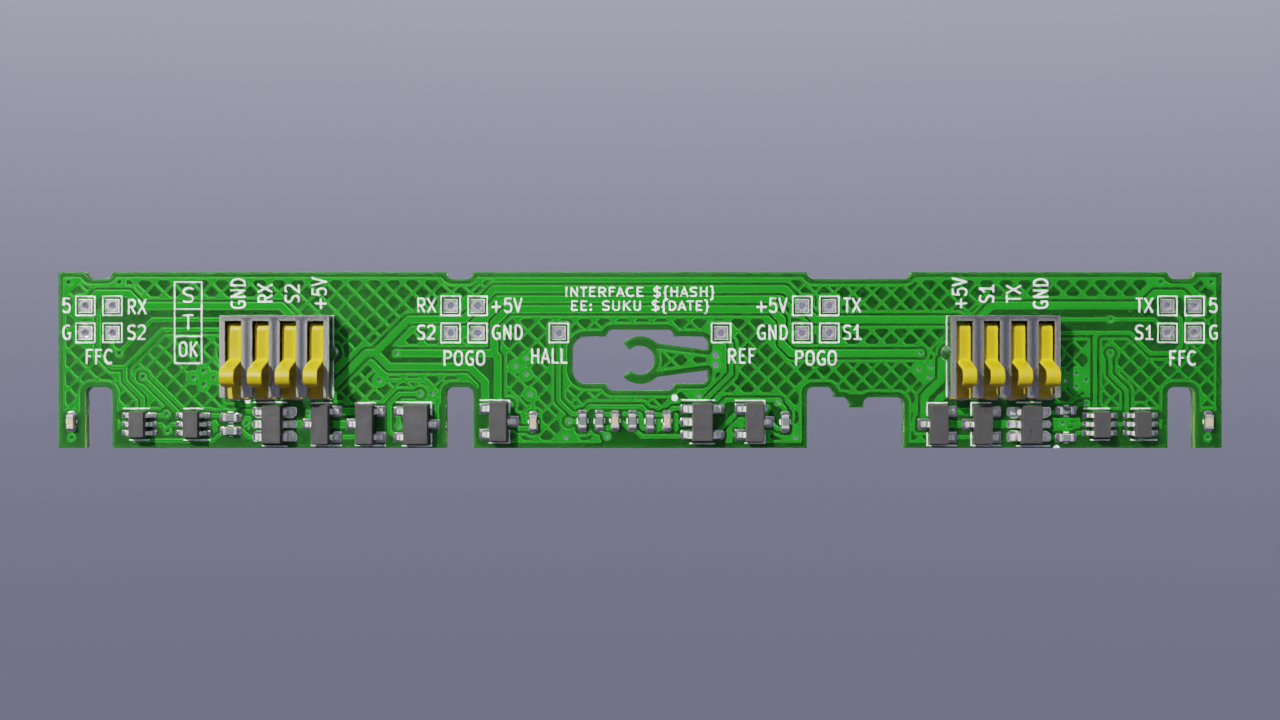 GND
RX
S2
+5V
5 RX
G S2
FFC
S
T
OK
RX +5V
S2 GND
POGO
INTERFACE ${HASH}
EE: SUKU ${DATE}
HALL
REF
+5V TX
GND S1
POGO
+5V
S1
TX
GND
TX 5
S1 G
FFC